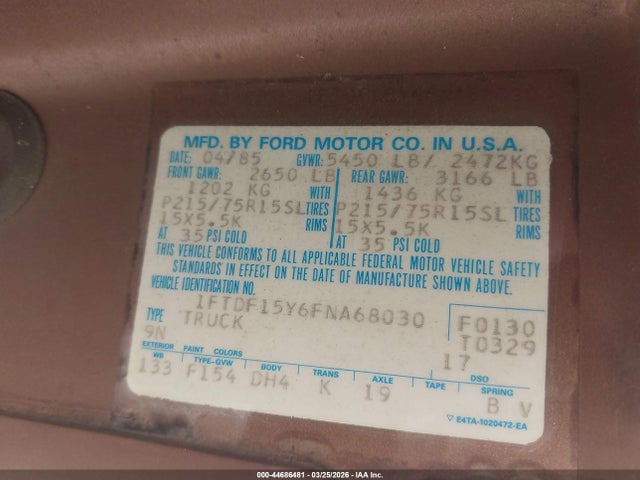 MFD. BY FORD MOTOR CO. IN U.S.A.
DATE: 04/85 GVWR: 5450 LB/ 2472KG
FRONT GAWR: 2650 LB REAR GAWR: 3166 LB
1202 KG WITH 1436 KG WITH
P215/75R15SL TIRES P215/75R15SL TIRES
15X5.5K RIMS 15X5.5K RIMS
AT 35 PSI COLD AT 35 PSI COLD
THIS VEHICLE CONFORMS TO ALL APPLICABLE FEDERAL MOTOR VEHICLE SAFETY
STANDARDS IN EFFECT ON THE DATE OF MANUFACTURE SHOWN ABOVE.
VEHICLE IDENTIFICATION NO.
1FTDF15Y6FNA68030 F0130
TYPE TRUCK T0329
9N 17
EXTERIOR PAINT COLORS DSO
WB TYPE-GVW BODY TRANS AXLE TAPE SPRING
133 F154 DH4 K 19 B V
▽ E4TA-1020472-EA
000-44686481 - 03/25/2026 - IAA Inc.